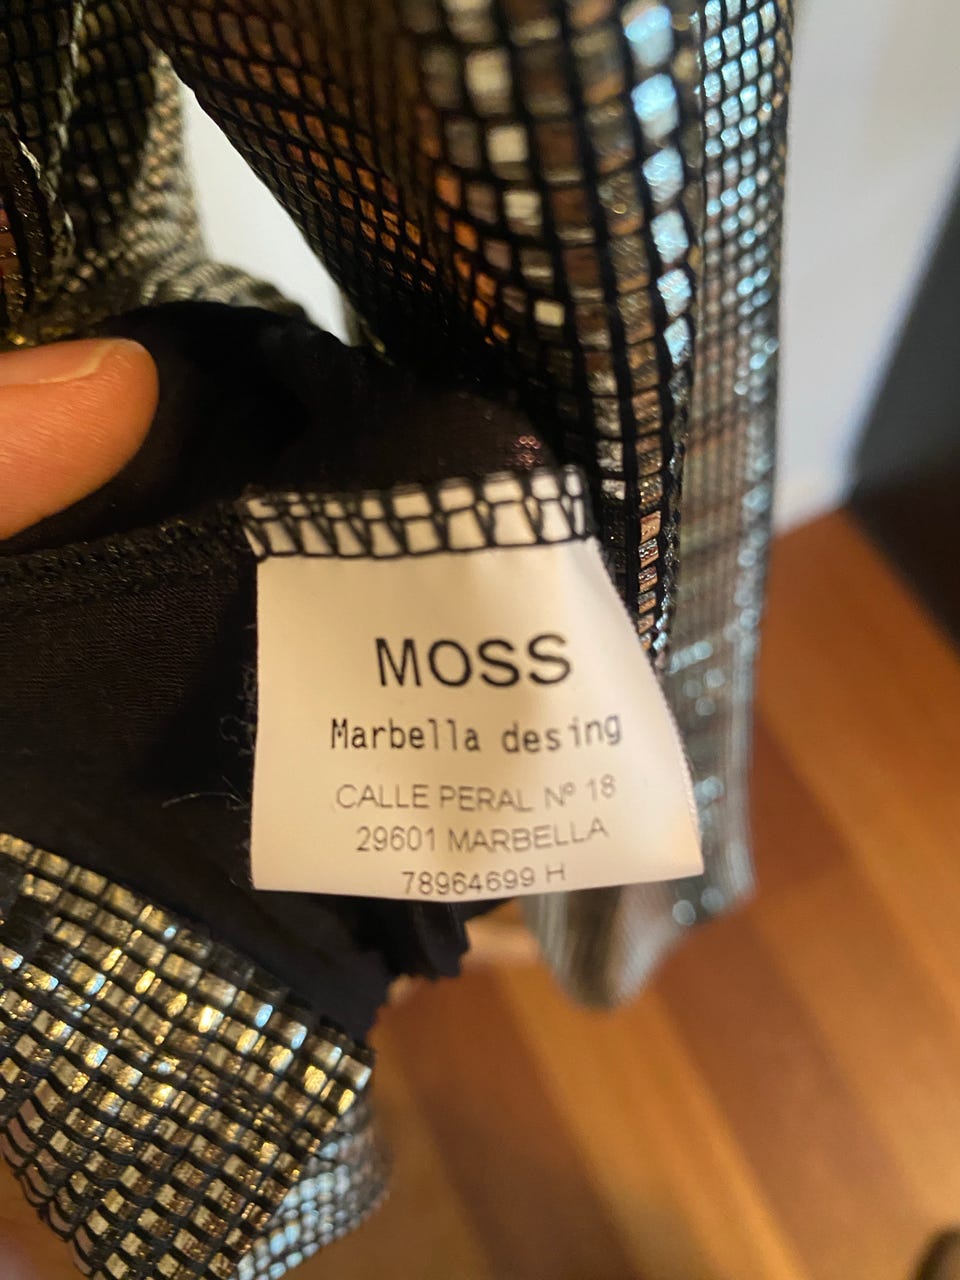 MOSS
Marbella desing
CALLE PERAL Nº 18
29601 MARBELLA
78964699 H